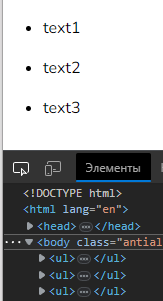 text1
text2
text3
Элементы
<!DOCTYPE html>
<html lang="en">
<head> ⋯ </head>
<body class="antial
<ul> ⋯ </ul>
<ul> ⋯ </ul>
<ul> ⋯ </ul>